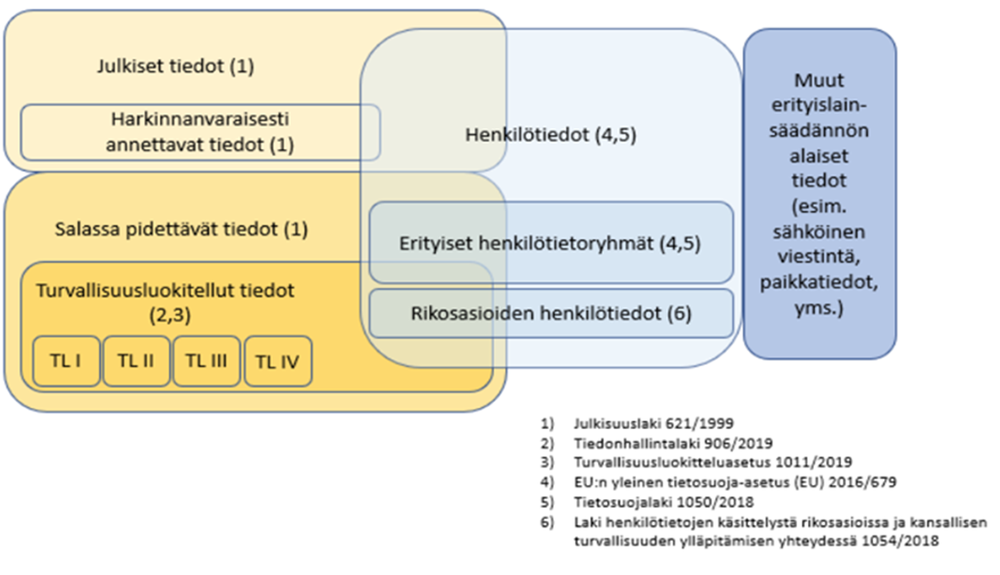 Julkiset tiedot (1)
Harkinnanvaraisesti
annettavat tiedot (1)
Salassa pidettävät tiedot (1)
Turvallisuusluokitellut tiedot
(2,3)
TL I
TL II
TL III
TL IV
Henkilötiedot (4,5)
Erityiset henkilötietoryhmät (4,5)
Rikosasioiden henkilötiedot (6)
Muut
erityislain-
säädännön
alaiset
tiedot
(esim.
sähköinen
viestintä,
paikkatiedot,
yms.)
1) Julkisuuslaki 621/1999
2) Tiedonhallintalaki 906/2019
3) Turvallisuusluokitteluasetus 1011/2019
4) EU:n yleinen tietosuoja-asetus (EU) 2016/679
5) Tietosuojalaki 1050/2018
6) Laki henkilötietojen käsittelystä rikosasioissa ja kansallisen
turvallisuuden ylläpitämisen yhteydessä 1054/2018